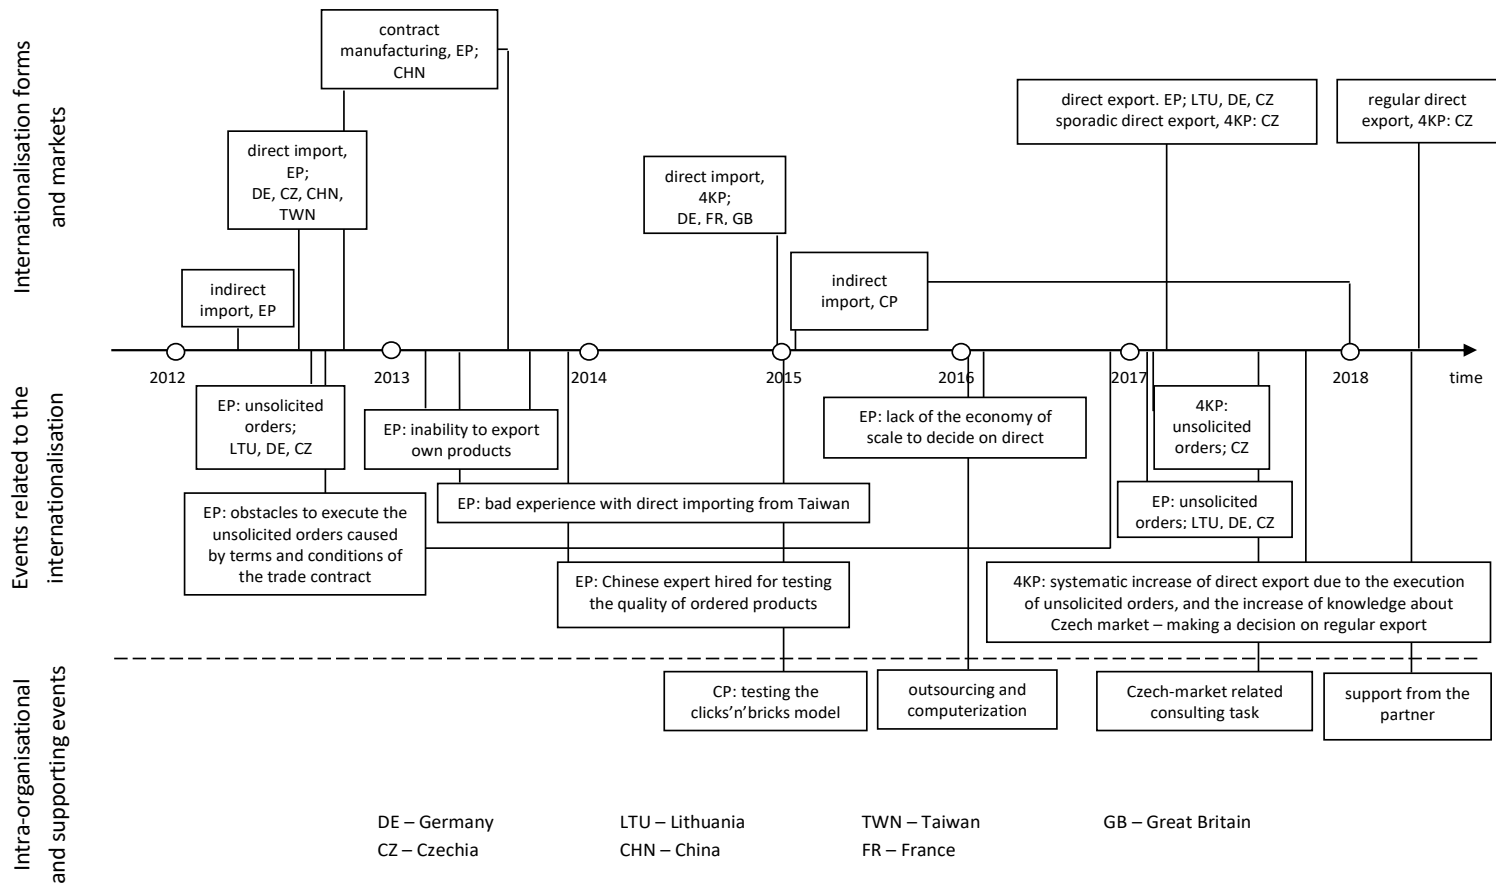 Internationalisation forms
and markets
contract
manufacturing, EP;
CHN
direct import,
EP;
DE, CZ, CHN,
TWN
indirect
import, EP
direct import,
4KP;
DE, FR, GB
indirect
import, CP
direct export. EP; LTU, DE, CZ
sporadic direct export, 4KP: CZ
regular direct
export, 4KP: CZ
2012
2013
2014
2015
2016
2017
2018
time
Events related to the
internationalisation
EP: unsolicited
orders;
LTU, DE, CZ
EP: inability to export
own products
EP: lack of the economy of
scale to decide on direct
4KP:
unsolicited
orders; CZ
EP: obstacles to execute the
unsolicited orders caused
by terms and conditions of
the trade contract
EP: bad experience with direct importing from Taiwan
EP: unsolicited
orders; LTU, DE, CZ
EP: Chinese expert hired for testing
the quality of ordered products
4KP: systematic increase of direct export due to the execution
of unsolicited orders, and the increase of knowledge about
Czech market – making a decision on regular export
Intra-organisational
and supporting events
CP: testing the
clicks’n’bricks model
outsourcing and
computerization
Czech-market related
consulting task
support from the
partner
DE – Germany
LTU – Lithuania
TWN – Taiwan
GB – Great Britain
CZ – Czechia
CHN – China
FR – France